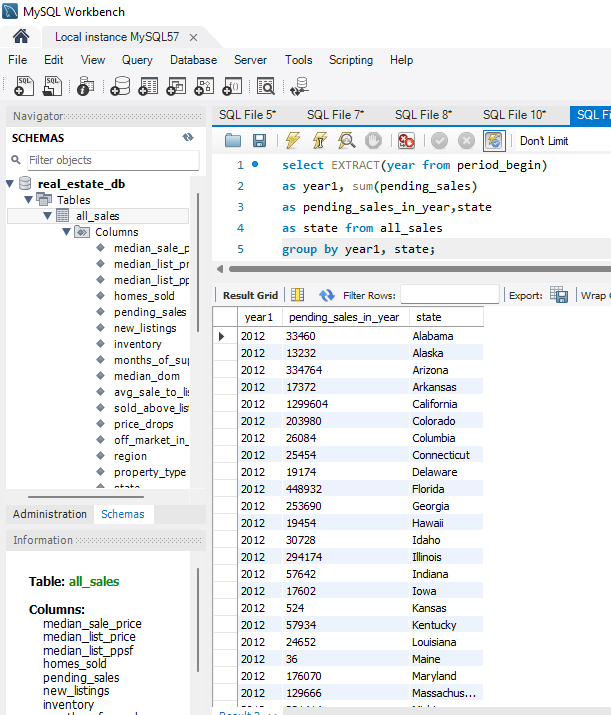 MySQL Workbench
Local instance MySQL57
File Edit View Query Database Server Tools Scripting Help
Navigator
SCHEMAS
Filter objects
real_estate_db
Tables
all_sales
Columns
median_sale_p
median_list_pr
median_list_pp
homes_sold
pending_sales
new_listings
inventory
months_of_sup
median_dom
avg_sale_to_lis
sold_above_lis
price_drops
off_market_in_
region
property_type
state
Administration Schemas
Information
Table: all_sales
Columns:
median_sale_price
median_list_price
median_list_ppsf
homes_sold
pending_sales
new_listings
inventory
SQL File 5* SQL File 7* SQL File 8* SQL File 10* SQL Fi
Don't Limit
1 select EXTRACT(year from period_begin)
2 as year1, sum(pending_sales)
3 as pending_sales_in_year,state
4 as state from all_sales
5 group by year1, state;
Result Grid Filter Rows: Export: Wrap C
year1 pending_sales_in_year state
2012 33460 Alabama
2012 13232 Alaska
2012 334764 Arizona
2012 17372 Arkansas
2012 1299604 California
2012 203980 Colorado
2012 26084 Columbia
2012 25454 Connecticut
2012 19174 Delaware
2012 448932 Florida
2012 253690 Georgia
2012 19454 Hawaii
2012 30728 Idaho
2012 294174 Illinois
2012 57642 Indiana
2012 17602 Iowa
2012 524 Kansas
2012 57934 Kentucky
2012 24652 Louisiana
2012 36 Maine
2012 176070 Maryland
2012 129666 Massachus...
2012